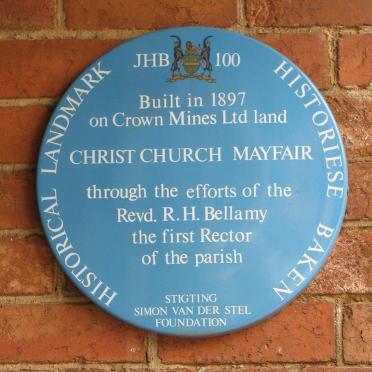 JHB 100
HISTORICAL LANDMARK
HISTORIESE BAKEN
Built in 1897
on Crown Mines Ltd land
CHRIST CHURCH MAYFAIR
through the efforts of the
Revd. R.H. Bellamy
the first Rector
of the parish
STIGTING
SIMON VAN DER STEL
FOUNDATION